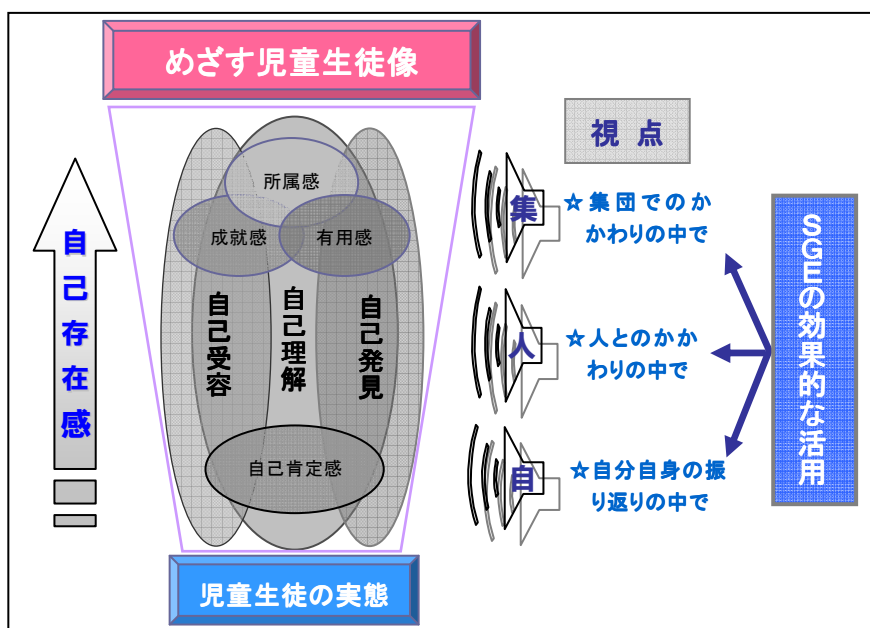 めざす児童生徒像
視 点
所属感
成就感
有用感
自己受容
自己理解
自己発見
自己肯定感
自己存在感
児童生徒の実態
集
☆集団でのか
かわりの中で
人
☆人とのかか
わりの中で
自
☆自分自身の振
り返りの中で
SGEの効果的な活用